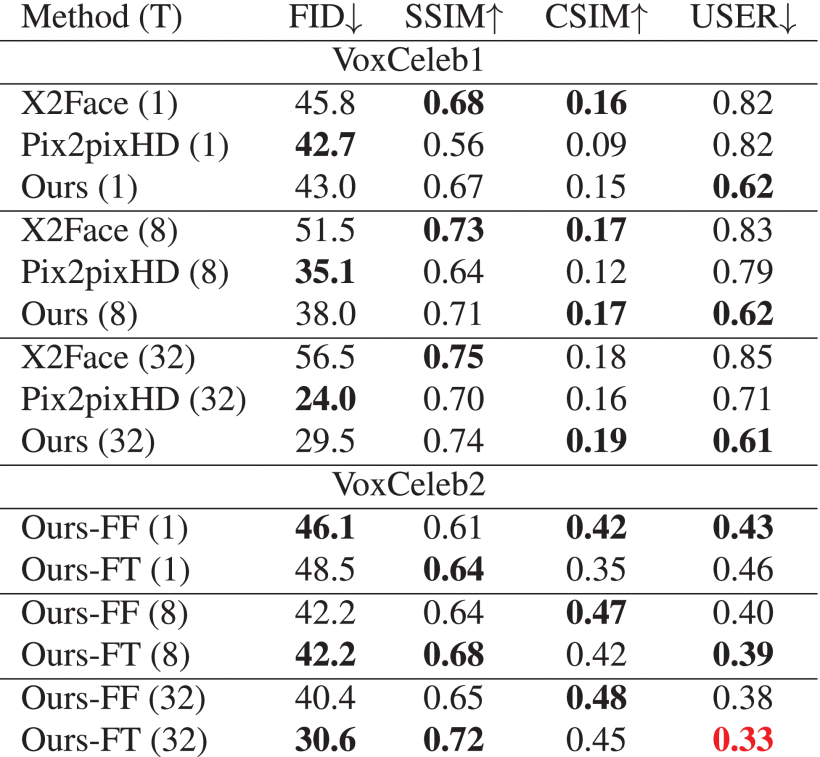 Method (T) FID↓ SSIM↑ CSIM↑ USER↓
VoxCeleb1
X2Face (1) 45.8 0.68 0.16 0.82
Pix2pixHD (1) 42.7 0.56 0.09 0.82
Ours (1) 43.0 0.67 0.15 0.62
X2Face (8) 51.5 0.73 0.17 0.83
Pix2pixHD (8) 35.1 0.64 0.12 0.79
Ours (8) 38.0 0.71 0.17 0.62
X2Face (32) 56.5 0.75 0.18 0.85
Pix2pixHD (32) 24.0 0.70 0.16 0.71
Ours (32) 29.5 0.74 0.19 0.61
VoxCeleb2
Ours-FF (1) 46.1 0.61 0.42 0.43
Ours-FT (1) 48.5 0.64 0.35 0.46
Ours-FF (8) 42.2 0.64 0.47 0.40
Ours-FT (8) 42.2 0.68 0.42 0.39
Ours-FF (32) 40.4 0.65 0.48 0.38
Ours-FT (32) 30.6 0.72 0.45 0.33